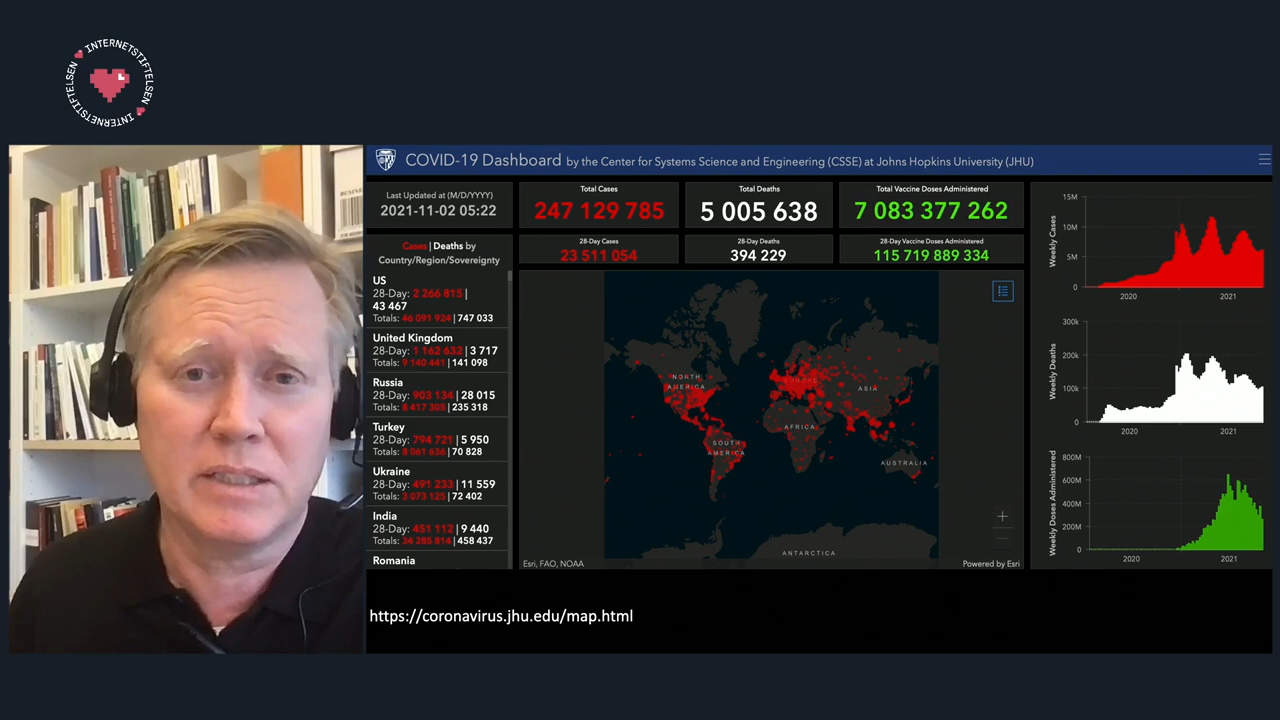 INTERNETSTIFTELSEN
INTERNETSTIFTELSEN
COVID-19 Dashboard by the Center for Systems Science and Engineering (CSSE) at Johns Hopkins University (JHU)
Last Updated at (M/D/YYYY)
2021-11-02 05:22
Total Cases
247 129 785
Total Deaths
5 005 638
Total Vaccine Doses Administered
7 083 377 262
28-Day Cases
23 511 054
28-Day Deaths
394 229
28-Day Vaccine Doses Administered
115 719 889 334
Cases | Deaths by
Country/Region/Sovereignty
US
28-Day: 2 266 815 |
43 467
Totals: 46 091 924 | 747 033
United Kingdom
28-Day: 1 162 632 | 3 717
Totals: 9 140 441 | 141 098
Russia
28-Day: 903 134 | 28 015
Totals: 8 417 305 | 235 318
Turkey
28-Day: 794 721 | 5 950
Totals: 8 061 636 | 70 828
Ukraine
28-Day: 491 233 | 11 559
Totals: 3 073 125 | 72 402
India
28-Day: 451 112 | 9 440
Totals: 34 285 814 | 458 437
Romania
NORTH
AMERICA
EUROPE
ASIA
AFRICA
SOUTH
AMERICA
AUSTRALIA
ANTARCTICA
Esri, FAO, NOAA
Powered by Esri
Weekly Cases
15M
10M
5M
0
2020
2021
Weekly Deaths
300k
200k
100k
0
2020
2021
Weekly Doses Administered
800M
600M
400M
200M
0
2020
2021
https://coronavirus.jhu.edu/map.html